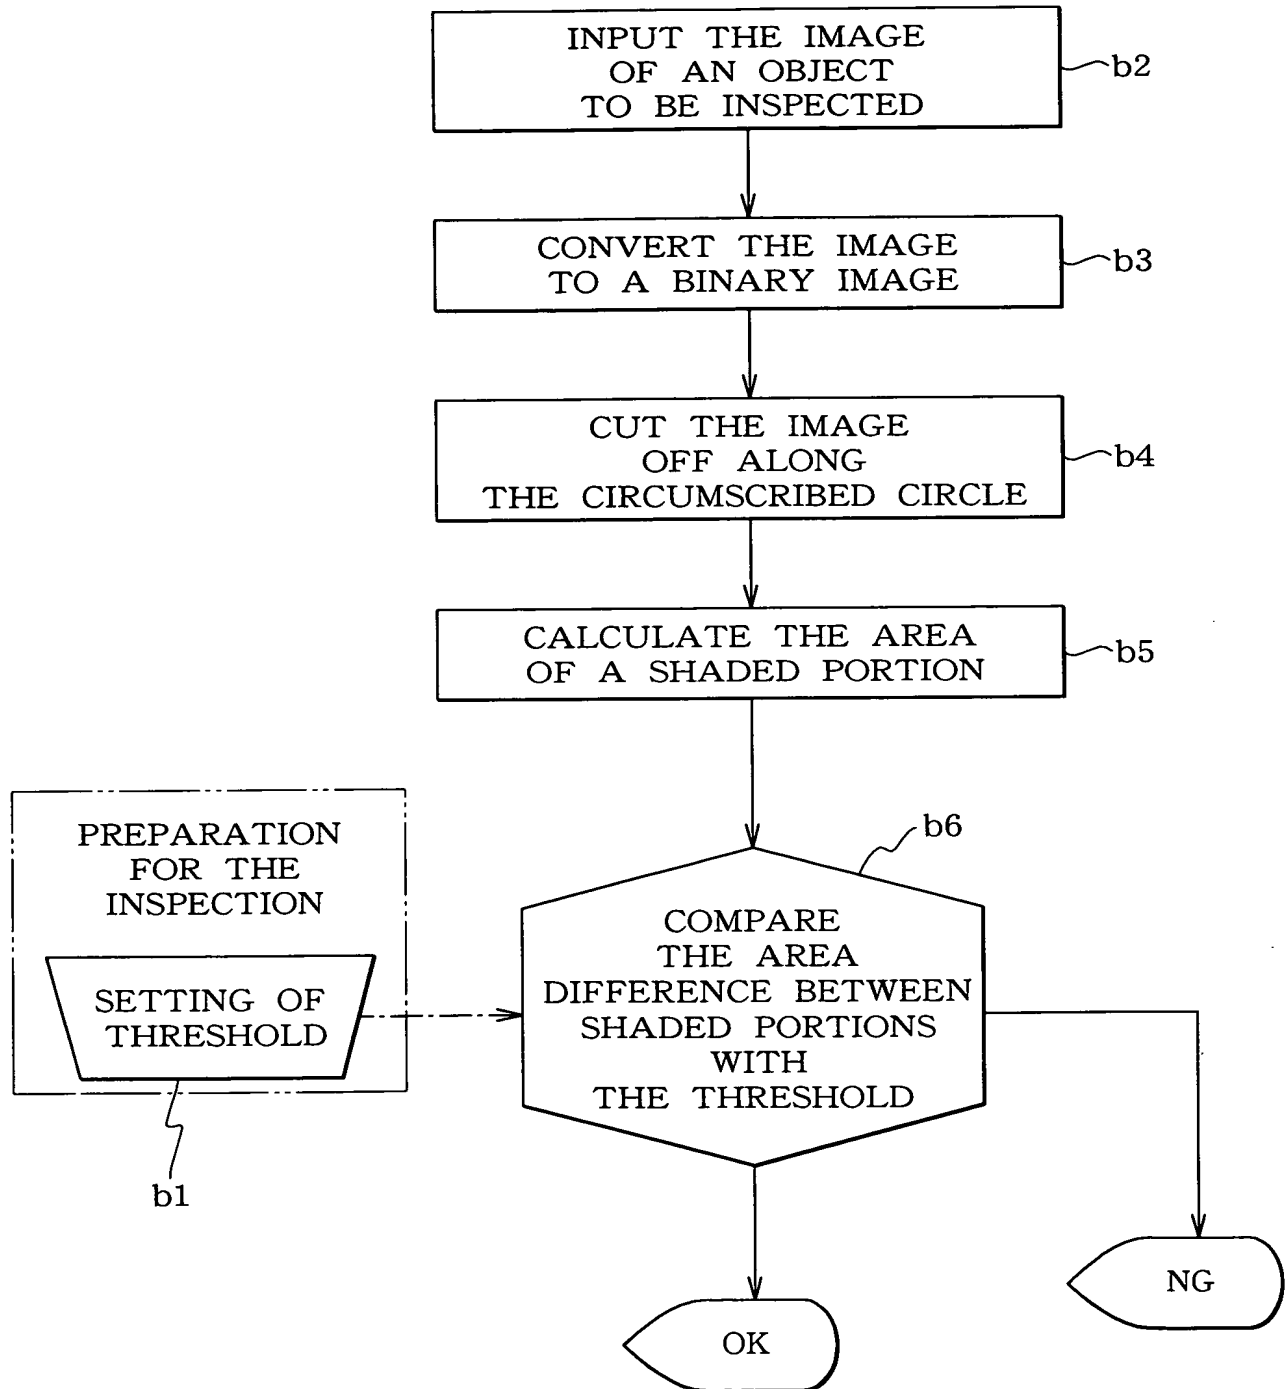 INPUT THE IMAGE
OF AN OBJECT
TO BE INSPECTED
b2
CONVERT THE IMAGE
TO A BINARY IMAGE
b3
CUT THE IMAGE
OFF ALONG
THE CIRCUMSCRIBED CIRCLE
b4
CALCULATE THE AREA
OF A SHADED PORTION
b5
PREPARATION
FOR THE
INSPECTION
SETTING OF
THRESHOLD
b1
b6
COMPARE
THE AREA
DIFFERENCE BETWEEN
SHADED PORTIONS
WITH
THE THRESHOLD
NG
OK